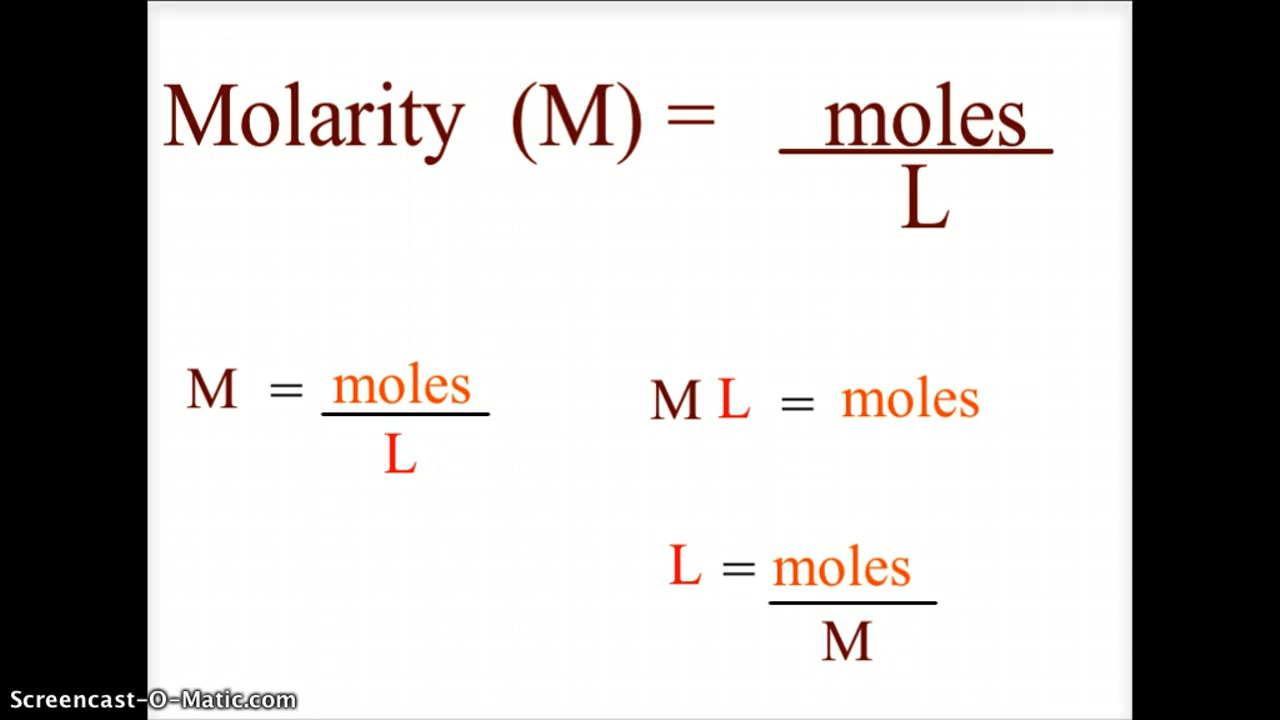 Molarity (M) = moles
L
M = moles
L
M L = moles
L = moles
M
Screencast-O-Matic.com